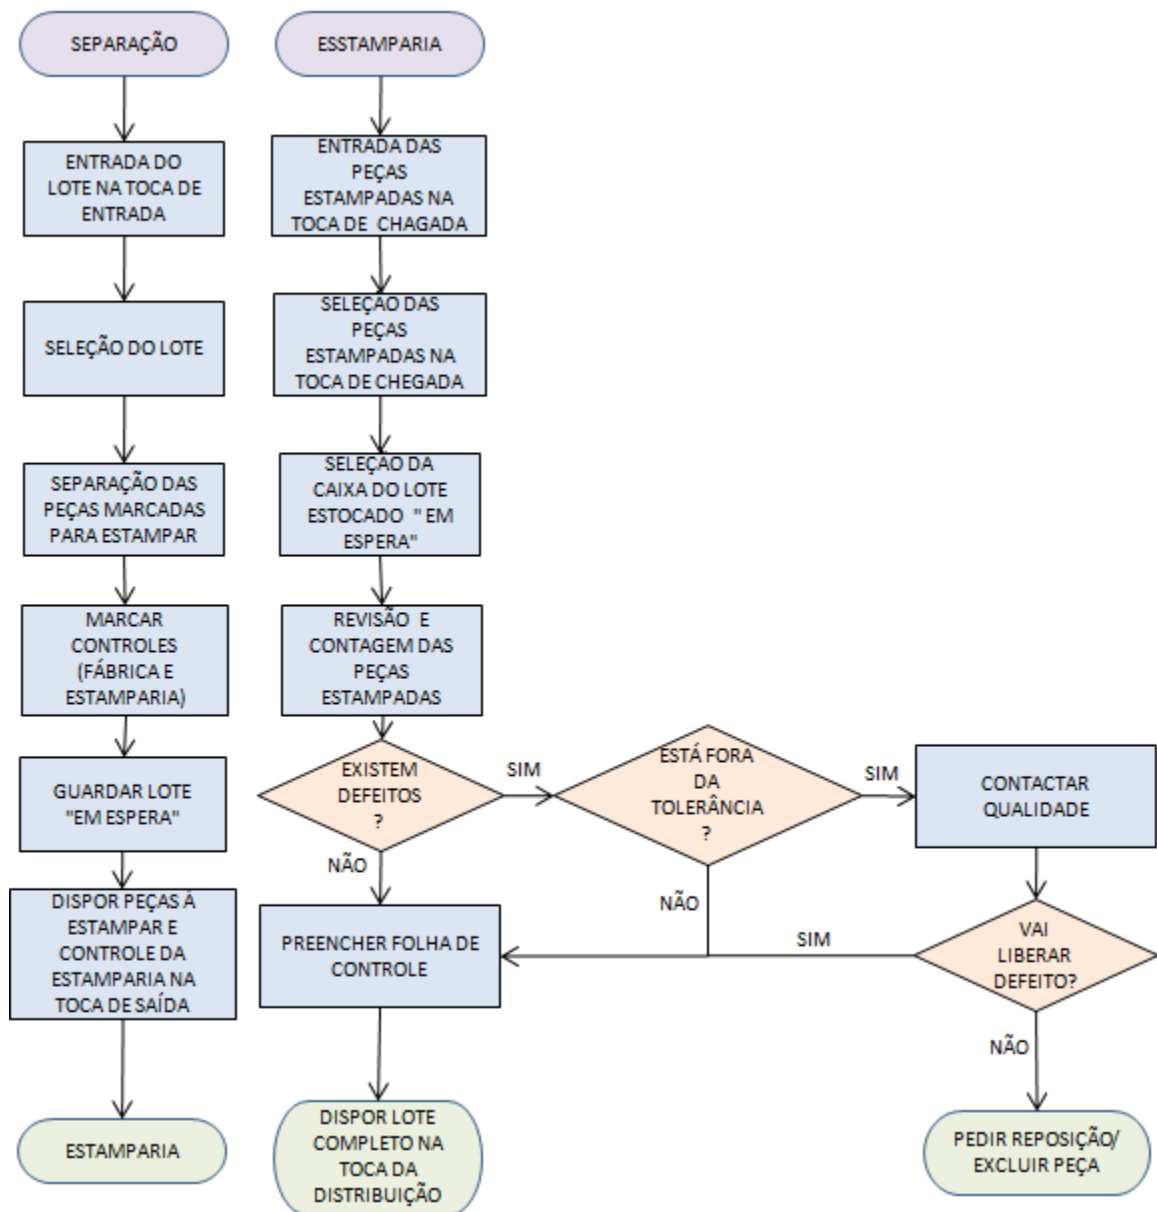 SEPARAÇÃO
ENTRADA DO
LOTE NA TOCA DE
ENTRADA
SELEÇÃO DO LOTE
SEPARAÇÃO DAS
PEÇAS MARCADAS
PARA ESTAMPAR
MARCAR
CONTROLES
(FÁBRICA E
ESTAMPARIA)
GUARDAR LOTE
"EM ESPERA"
DISPOR PEÇAS À
ESTAMPAR E
CONTROLE DA
ESTAMPARIA NA
TOCA DE SAÍDA
ESTAMPARIA
ESSTAMPARIA
ENTRADA DAS
PEÇAS
ESTAMPADAS NA
TOCA DE CHAGADA
SELEÇÃO DAS
PEÇAS
ESTAMPADAS NA
TOCA DE CHEGADA
SELEÇÃO DA
CAIXA DO LOTE
ESTOCADO " EM
ESPERA"
REVISÃO E
CONTAGEM DAS
PEÇAS
ESTAMPADAS
EXISTEM
DEFEITOS
?
SIM
NÃO
PREENCHER FOLHA DE
CONTROLE
DISPOR LOTE
COMPLETO NA
TOCA DA
DISTRIBUIÇÃO
ESTÁ FORA
DA
TOLERÂNCIA
?
SIM
NÃO
CONTACTAR
QUALIDADE
VAI
LIBERAR
DEFEITO?
SIM
NÃO
PEDIR REPOSIÇÃO/
EXCLUIR PEÇA